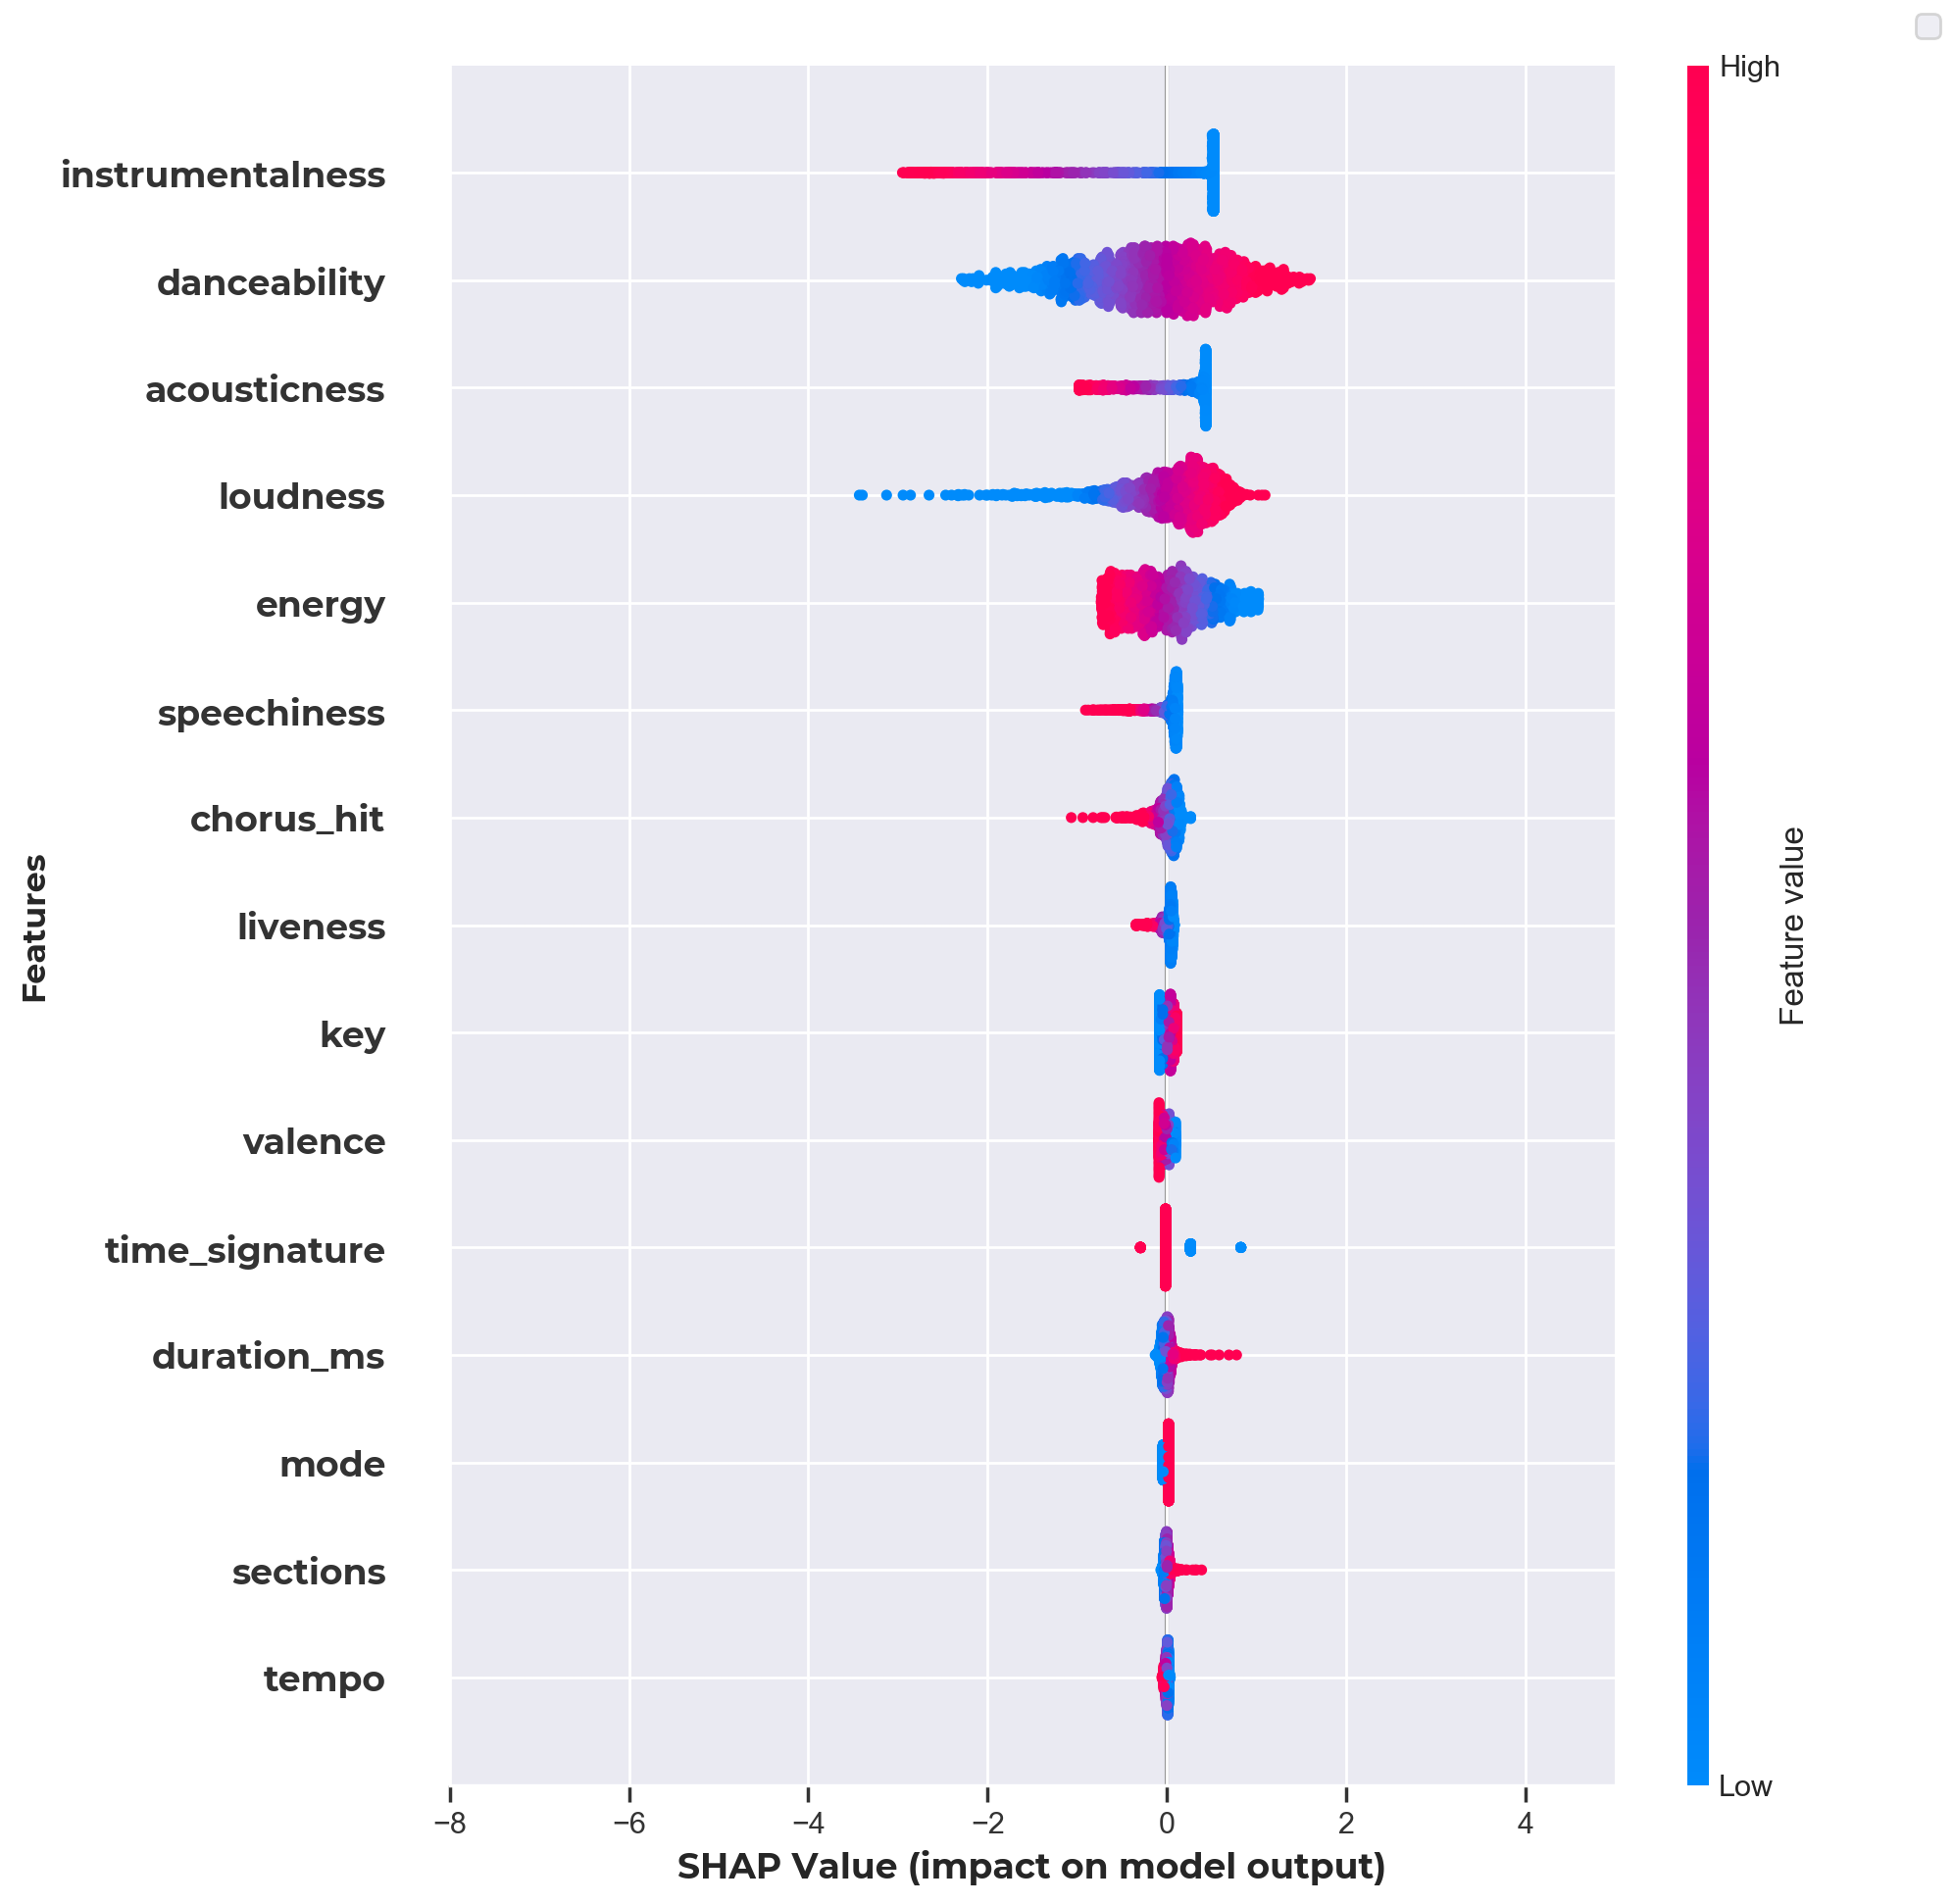 High
instrumentalness
danceability
acousticness
loudness
energy
speechiness
chorus_hit
liveness
key
valence
time_signature
duration_ms
mode
sections
tempo
Features
Feature value
Low
−8 −6 −4 −2 0 2 4
SHAP Value (impact on model output)